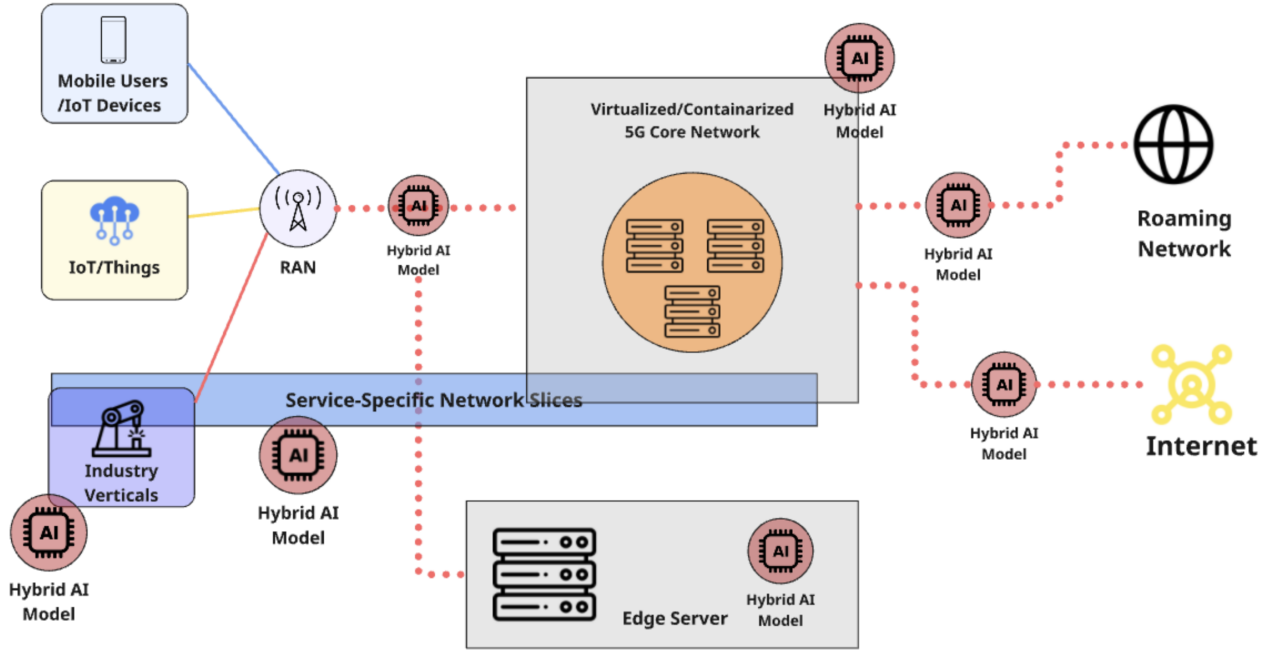 Mobile Users
/IoT Devices
IoT/Things
RAN
AI
Hybrid AI
Model
Virtualized/Containarized
5G Core Network
AI
Hybrid AI
Model
AI
Hybrid AI
Model
Roaming
Network
AI
Hybrid AI
Model
Internet
Service-Specific Network Slices
Industry
Verticals
AI
Hybrid AI
Model
AI
Hybrid AI
Model
Edge Server
AI
Hybrid AI
Model